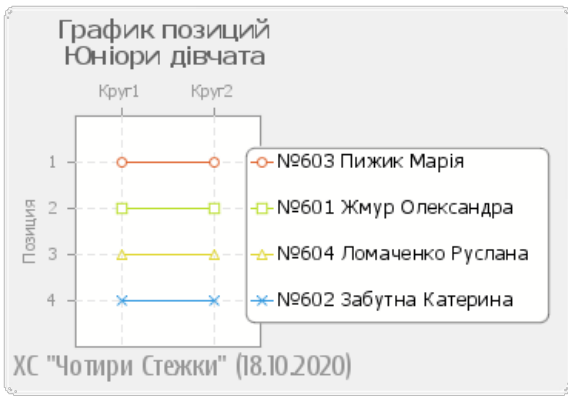 График позиций
Юніори дівчата
Круг1 Круг2
Позиция
1
2
3
4
№603 Пижик Марія
№601 Жмур Олександра
№604 Ломаченко Руслана
№602 Забутна Катерина
ХС "Чотири Стежки" (18.10.2020)